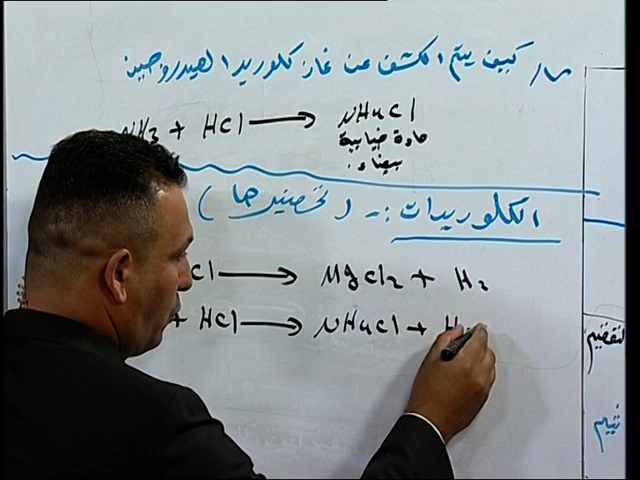 س/ كيف يتم الكشف عن غاز كلوريد الهيدروجين
NH3 + HCl → NH4Cl
مادة ضبابية
بيضاء
الكلوريدات :- (تحضيرها)
Cl → MgCl2 + H2
+ HCl → NH4Cl + H